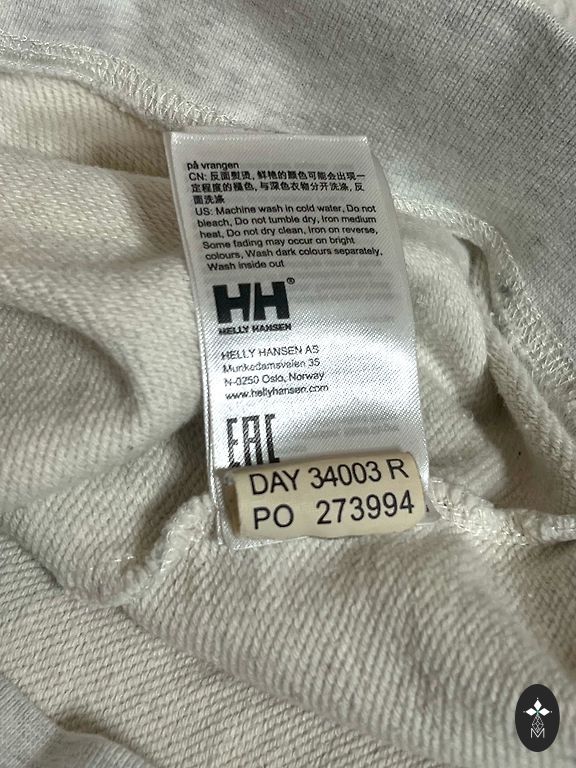 på vrangen
CN: 反面熨烫, 鲜艳的颜色可能会出现一
定程度的褪色, 与深色衣物分开洗涤, 反
面洗涤
US: Machine wash in cold water, Do not
bleach, Do not tumble dry, Iron medium
heat, Do not dry clean, Iron on reverse,
Some fading may occur on bright
colours, Wash dark colours separately,
Wash inside out
HH®
HELLY HANSEN
HELLY HANSEN AS
Munkedamsveien 35
N-0250 Oslo, Norway
www.hellyhansen.com
EAC
DAY 34003 R
PO 273994
M